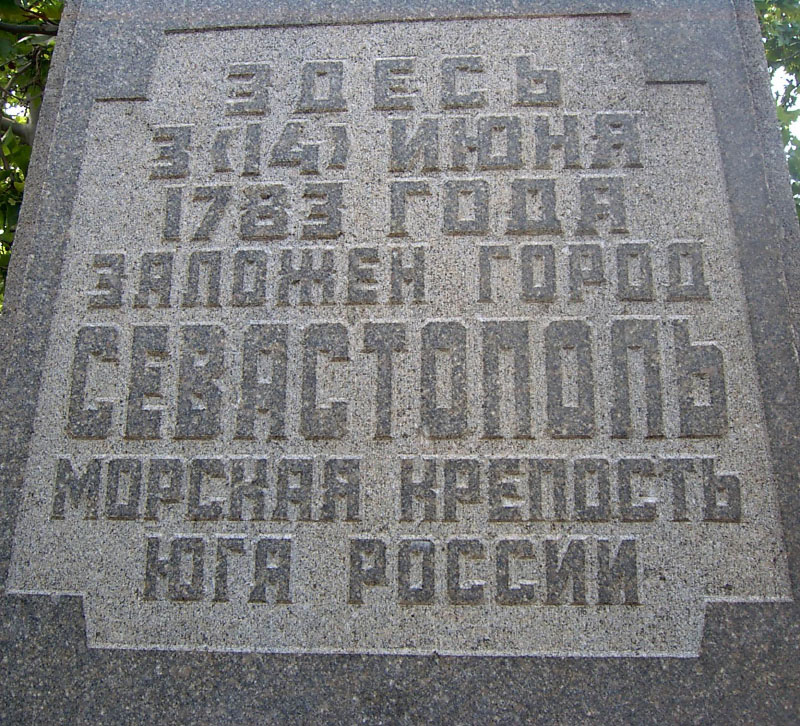 ЗДЕСЬ
3 (14) ИЮНЯ
1783 ГОДА
ЗАЛОЖЕН ГОРОД
СЕВАСТОПОЛЬ
МОРСКАЯ КРЕПОСТЬ
ЮГА РОССИИ